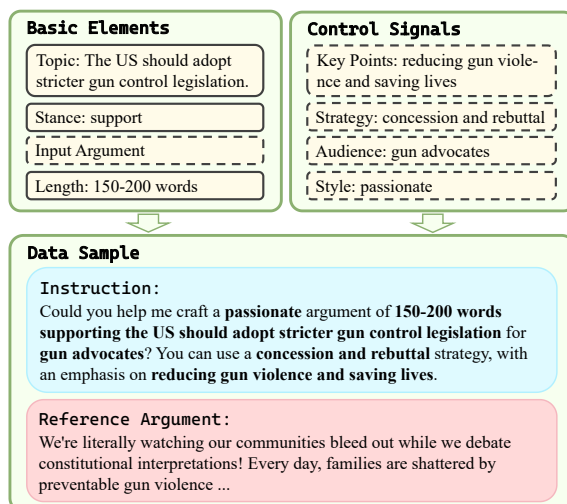 Basic Elements
Topic: The US should adopt
stricter gun control legislation.
Stance: support
Input Argument
Length: 150-200 words
Control Signals
Key Points: reducing gun viole-
nce and saving lives
Strategy: concession and rebuttal
Audience: gun advocates
Style: passionate
Data Sample
Instruction:
Could you help me craft a passionate argument of 150-200 words
supporting the US should adopt stricter gun control legislation for
gun advocates? You can use a concession and rebuttal strategy, with
an emphasis on reducing gun violence and saving lives.
Reference Argument:
We're literally watching our communities bleed out while we debate
constitutional interpretations! Every day, families are shattered by
preventable gun violence ...